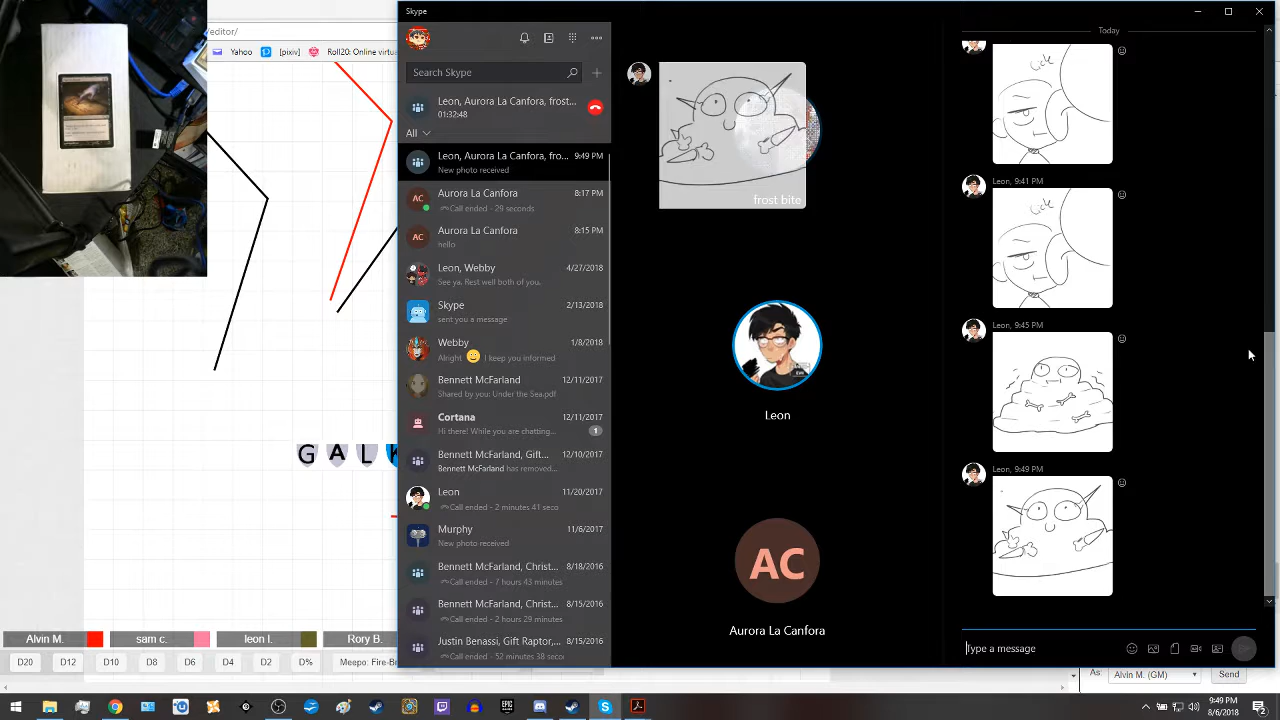 Skype
editor/
Yahoo
[pixiv]
Roll20: Online virtu
Search Skype
Leon, Aurora La Canfora, frost...
01:32:48
All
Leon, Aurora La Canfora, fro...
9:49 PM
New photo received
Aurora La Canfora
8:17 PM
Call ended - 29 seconds
Aurora La Canfora
8:15 PM
hello
Leon, Webby
4/27/2018
See ya. Rest well both of you.
Skype
2/13/2018
sent you a message
Webby
1/8/2018
Alright I keep you informed
Bennett McFarland
12/11/2017
Shared by you: Under the Sea.pdf
Cortana
12/11/2017
Hi there! While you are chatting...
1
Bennett McFarland, Gift...
12/10/2017
Bennett McFarland has removed...
Leon
11/20/2017
Call ended - 2 minutes 41 seco
Murphy
11/6/2017
New photo received
Bennett McFarland, Christ...
8/18/2016
Call ended - 7 hours 43 minutes
Bennett McFarland, Christ...
8/15/2016
Call ended - 2 hours 29 minutes
Justin Benassi, Gift Raptor,...
8/15/2016
Call ended - 52 minutes 38 seco
frost bite
Leon
AC
Aurora La Canfora
Today
Leon, 9:41 PM
Leon, 9:45 PM
Leon, 9:49 PM
Type a message
G A L K
Alvin M.
sam c.
leon l.
Rory B.
D20
D12
D10
D8
D6
D4
D2
D%
Meepo: Fire-Be
As:
Alvin M. (GM)
Send
9:49 PM
8/6/2018
2